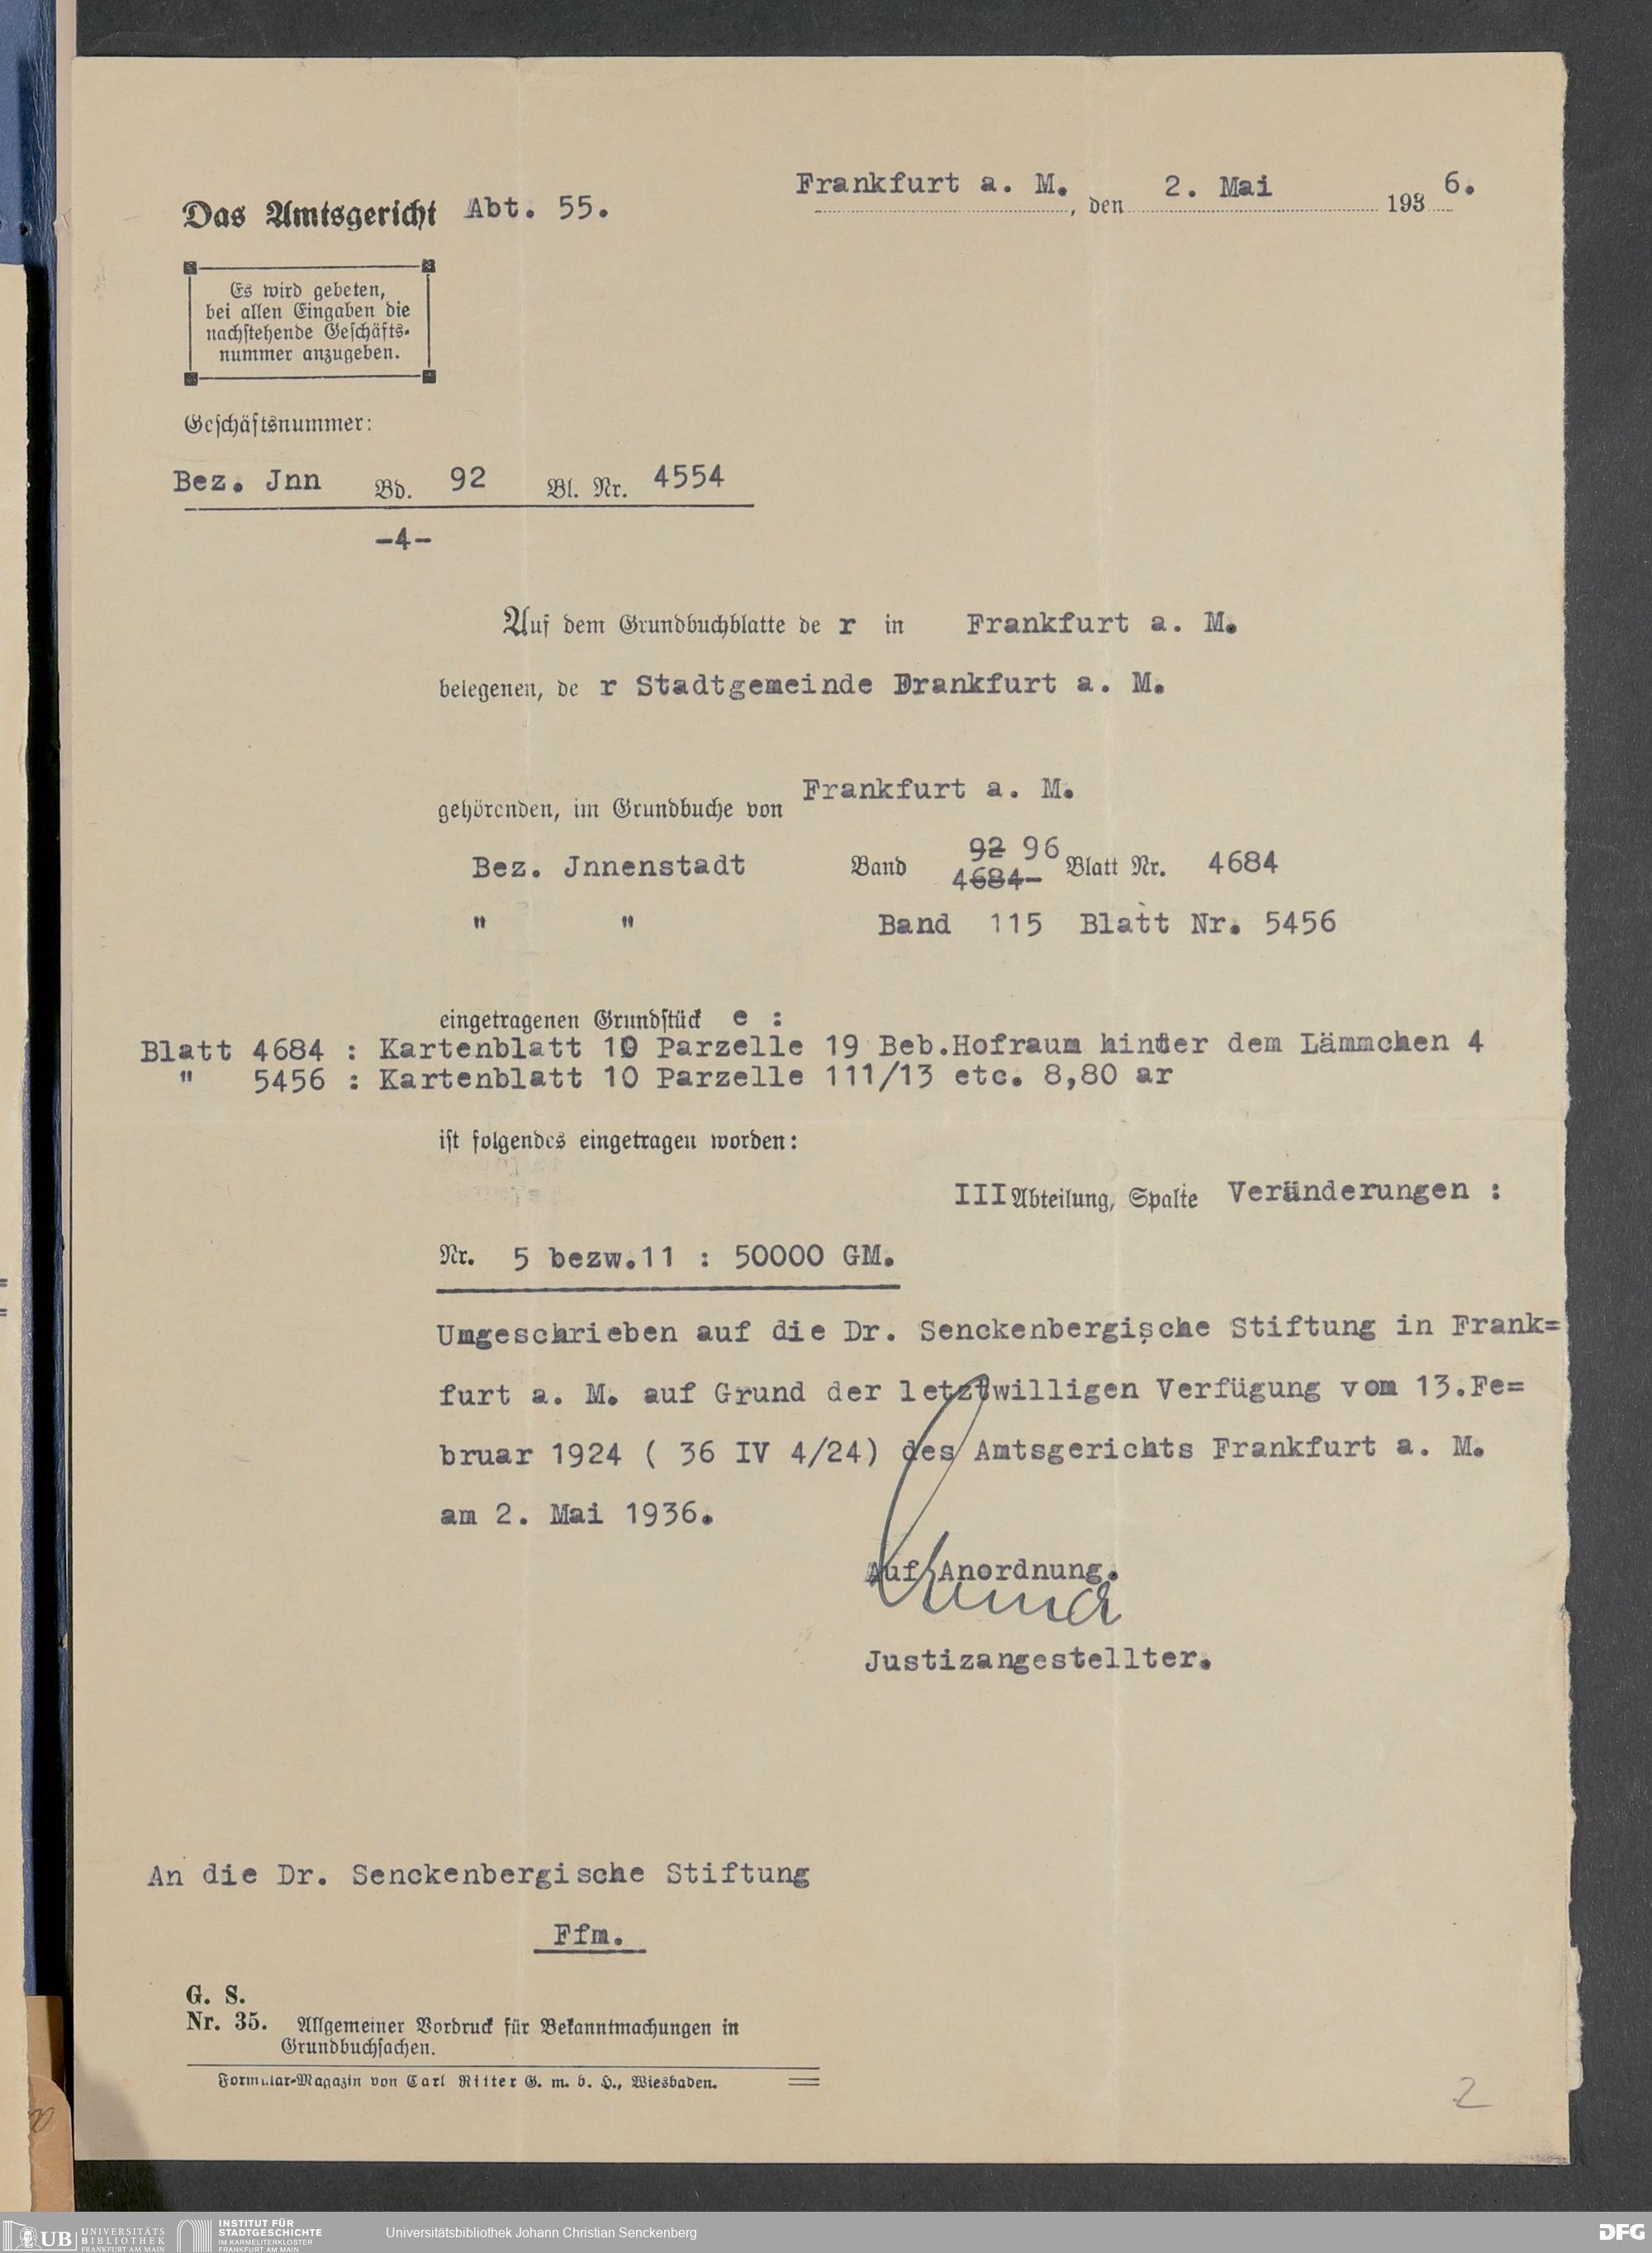 Frankfurt a. M., den 2. Mai 1936.
Das Amtsgericht Abt. 55.
Es wird gebeten,
bei allen Eingaben die
nachstehende Geschäfts-
nummer anzugeben.
Geschäftsnummer:
Bez. Jnn Bd. 92 Bl. Nr. 4554
-4-
Auf dem Grundbuchblatte de r in Frankfurt a. M.
belegenen, de r Stadtgemeinde Frankfurt a. M.
gehörenden, im Grundbuche von Frankfurt a. M.
92 96
Bez. Jnnenstadt Band 4684- Blatt Nr. 4684
" " Band 115 Blatt Nr. 5456
eingetragenen Grundstück e :
Blatt 4684 : Kartenblatt 10 Parzelle 19 Beb.Hofraum hinter dem Lämmchen 4
" 5456 : Kartenblatt 10 Parzelle 111/13 etc. 8,80 ar
ist folgendes eingetragen worden:
III Abteilung, Spalte Veränderungen :
Nr. 5 bezw.11 : 50000 GM.
Umgeschrieben auf die Dr. Senckenbergische Stiftung in Frank=
furt a. M. auf Grund der letztwilligen Verfügung vom 13.Fe=
bruar 1924 ( 36 IV 4/24) des Amtsgerichts Frankfurt a. M.
am 2. Mai 1936.
Auf Anordnung.
Justizangestellter.
An die Dr. Senckenbergische Stiftung
Ffm.
G. S.
Nr. 35. Allgemeiner Vordruck für Bekanntmachungen in
Grundbuchsachen.
Formular-Magazin von Carl Ritter G. m. b. H., Wiesbaden.
2
UB UNIVERSITÄTS
BIBLIOTHEK
FRANKFURT AM MAIN
INSTITUT FÜR
STADTGESCHICHTE
IM KARMELITERKLOSTER
FRANKFURT AM MAIN
Universitätsbibliothek Johann Christian Senckenberg
DFG